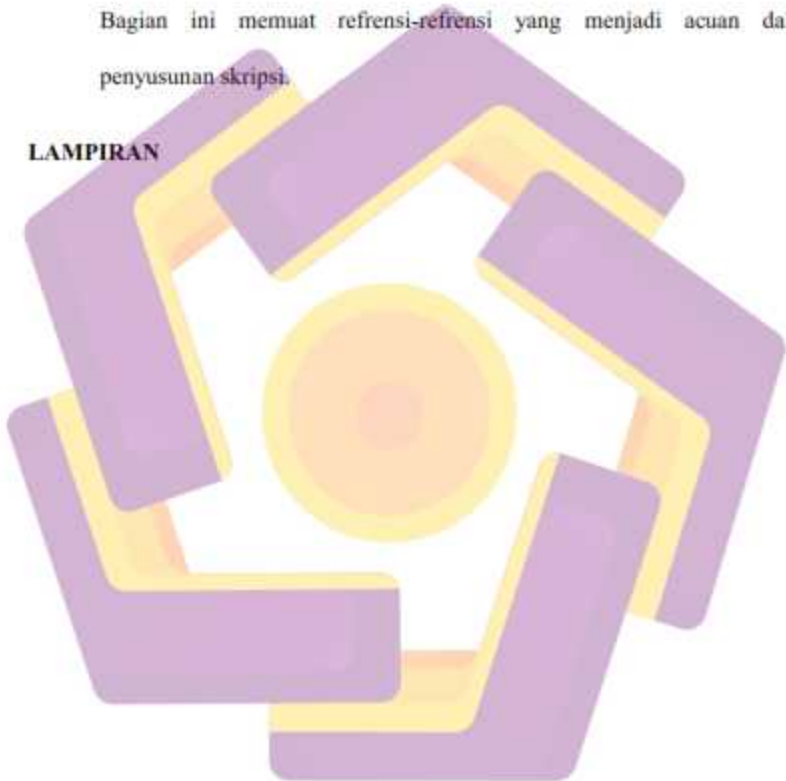 Bagian ini memuat refrensi-refrensi yang menjadi acuan da
penyusunan skripsi.
LAMPIRAN